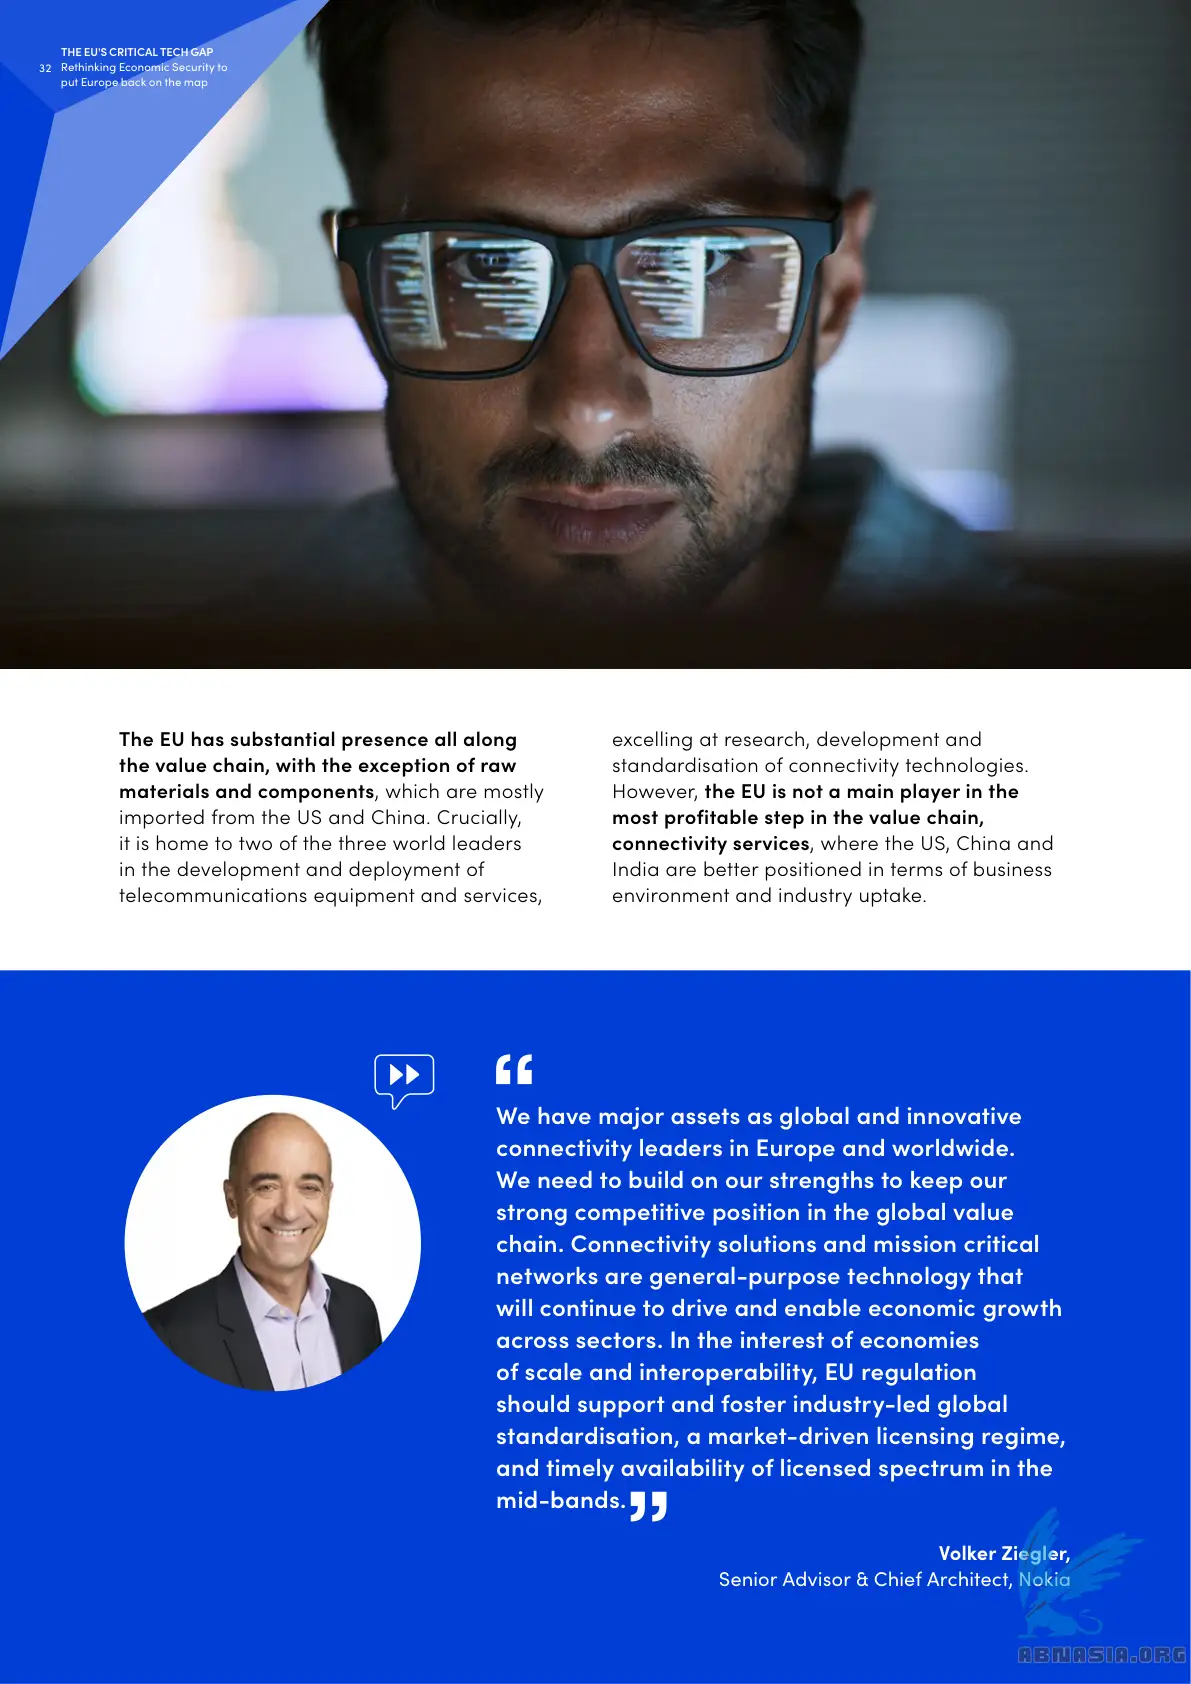 THE EU'S CRITICAL TECH GAP
32 Rethinking Economic Security to
put Europe back on the map
The EU has substantial presence all along
the value chain, with the exception of raw
materials and components, which are mostly
imported from the US and China. Crucially,
it is home to two of the three world leaders
in the development and deployment of
telecommunications equipment and services,
excelling at research, development and
standardisation of connectivity technologies.
However, the EU is not a main player in the
most profitable step in the value chain,
connectivity services, where the US, China and
India are better positioned in terms of business
environment and industry uptake.
“
We have major assets as global and innovative
connectivity leaders in Europe and worldwide.
We need to build on our strengths to keep our
strong competitive position in the global value
chain. Connectivity solutions and mission critical
networks are general-purpose technology that
will continue to drive and enable economic growth
across sectors. In the interest of economies
of scale and interoperability, EU regulation
should support and foster industry-led global
standardisation, a market-driven licensing regime,
and timely availability of licensed spectrum in the
mid-bands.”
Volker Ziegler,
Senior Advisor & Chief Architect, Nokia
ABNASIA.ORG